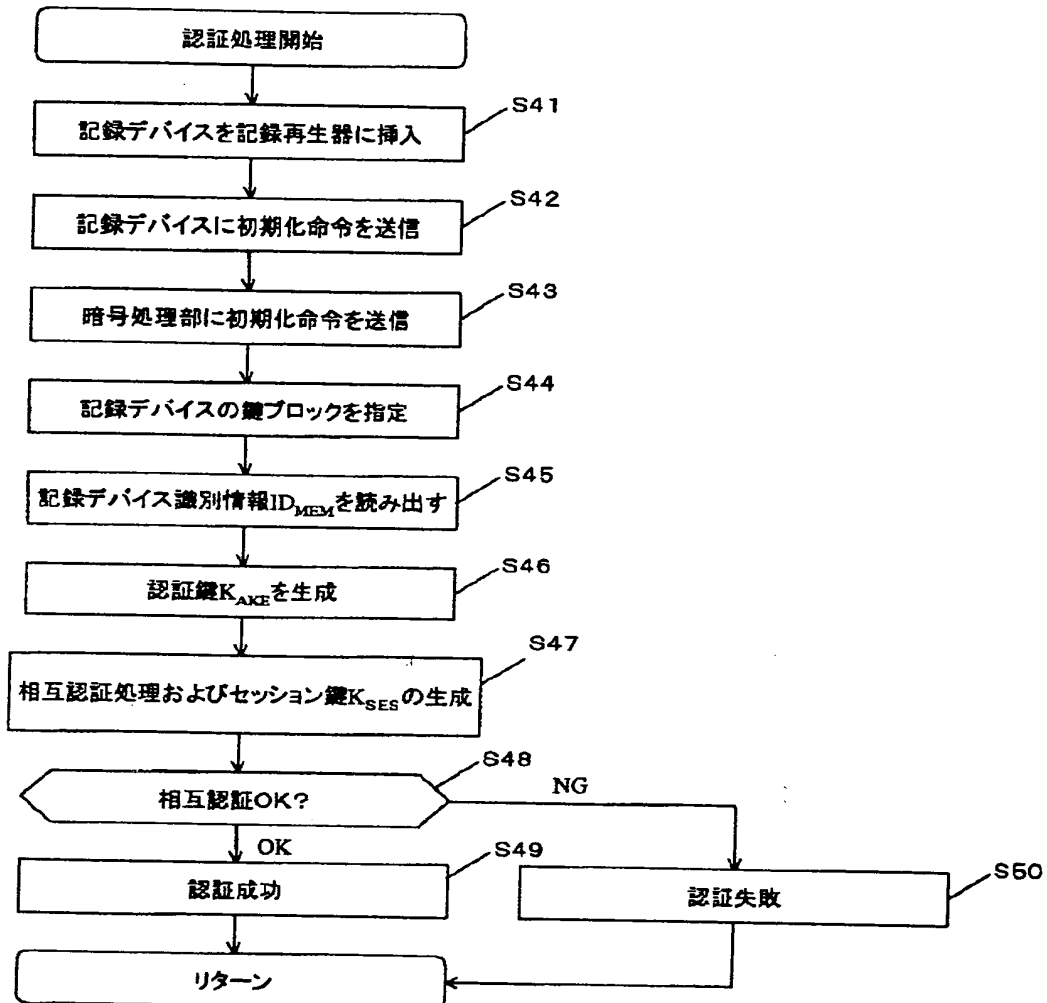 認証処理開始
S41
記録デバイスを記録再生器に挿入
S42
記録デバイスに初期化命令を送信
S43
暗号処理部に初期化命令を送信
S44
記録デバイスの鍵ブロックを指定
S45
記録デバイス識別情報IDMEMを読み出す
S46
認証鍵KAKEを生成
S47
相互認証処理およびセッション鍵KSESの生成
S48
相互認証OK?
NG
OK
S49
認証成功
S50
認証失敗
リターン